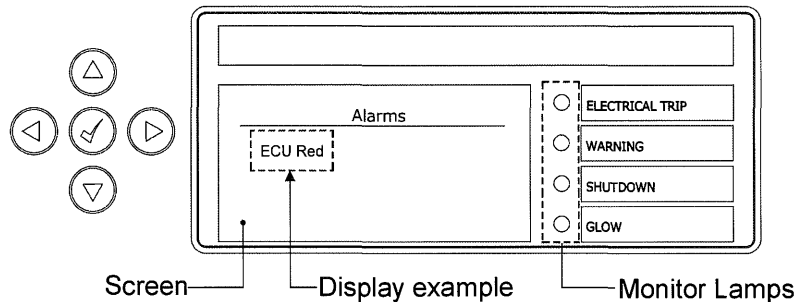 Alarms
ECU Red
ELECTRICAL TRIP
WARNING
SHUTDOWN
GLOW
Screen
Display example
Monitor Lamps